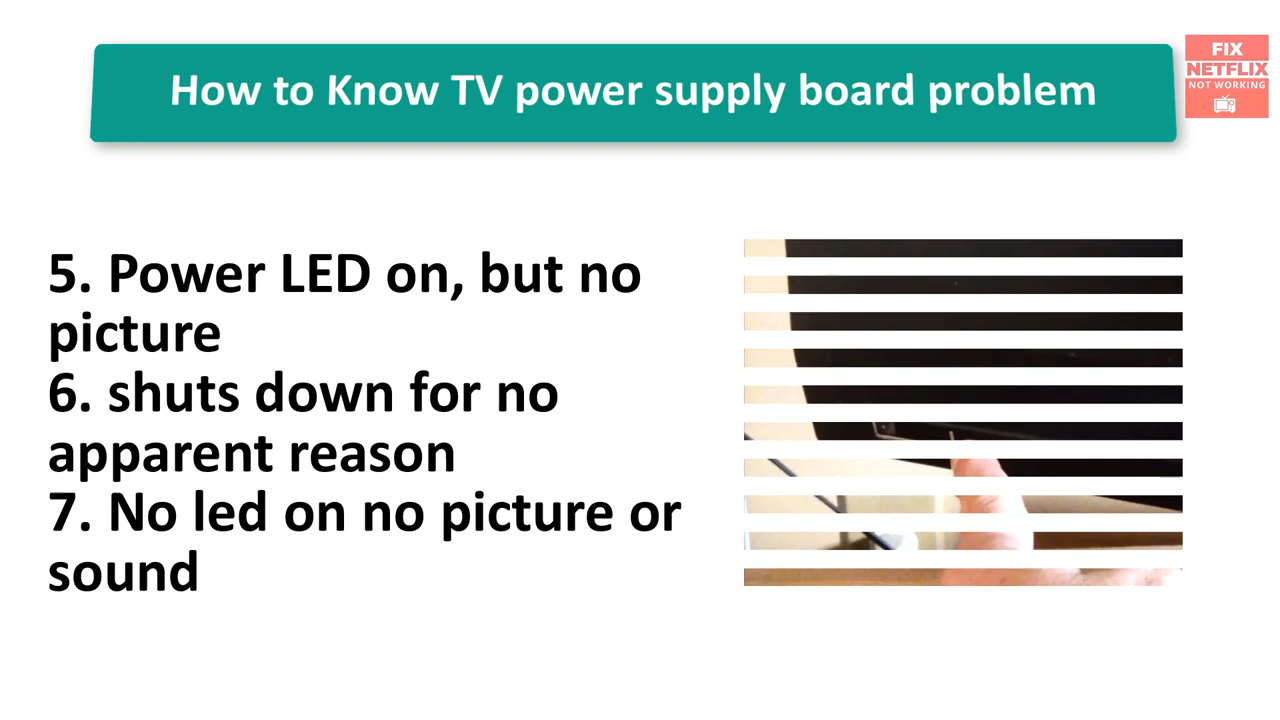 How to Know TV power supply board problem
FIX
NETFLIX
NOT WORKING
5. Power LED on, but no
picture
6. shuts down for no
apparent reason
7. No led on no picture or
sound